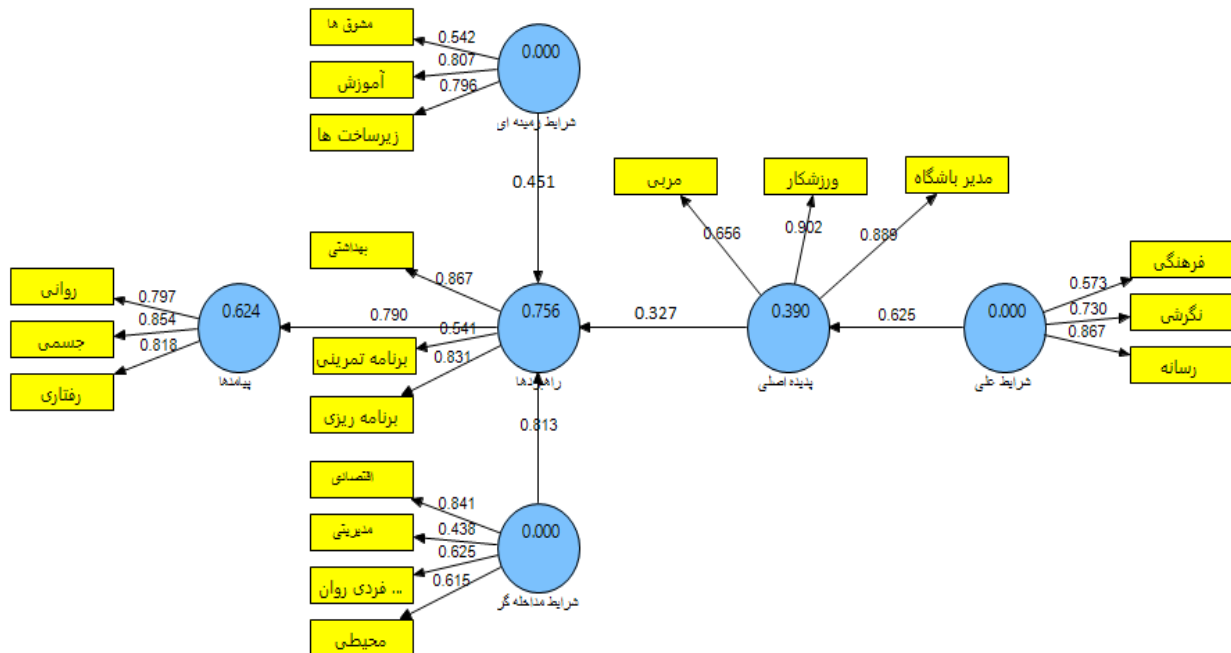 مشوق ها
0.542
آموزش
0.807
زیرساخت ها
0.796
0.000
شرایط زمینه ای
0.451
مربی
ورزشکار
مدیر باشگاه
0.656
0.902
0.889
بهداشتی
0.867
برنامه تمرینی
0.541
برنامه ریزی
0.831
0.756
راهبردها
0.327
0.390
پدیده اصلی
0.625
0.000
شرایط علی
فرهنگی
0.573
نگرشی
0.730
رسانه
0.867
روانی
0.797
جسمی
0.854
رفتاری
0.818
0.624
پیامدها
0.790
0.813
اقتصادی
0.841
مدیریتی
0.438
فردی روان ...
0.625
محیطی
0.615
0.000
شرایط مداخله گر